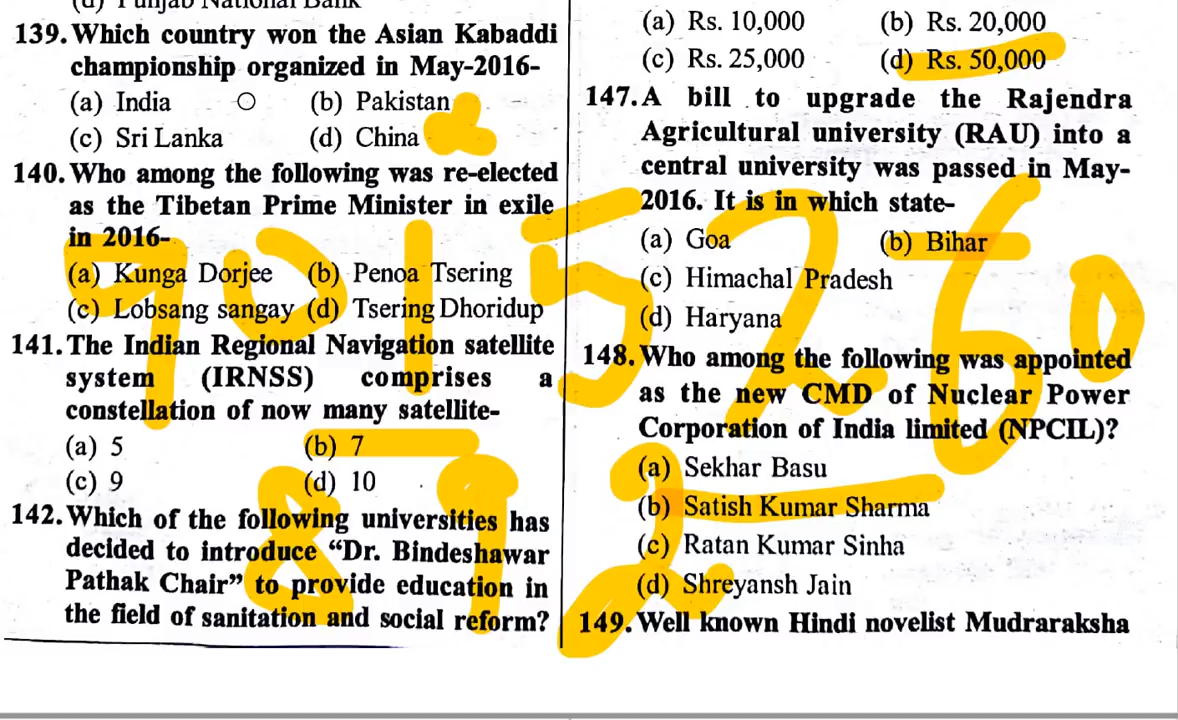 139. Which country won the Asian Kabaddi
championship organized in May-2016-
(a) India (b) Pakistan
(c) Sri Lanka (d) China
140. Who among the following was re-elected
as the Tibetan Prime Minister in exile
in 2016-
(a) Kunga Dorjee (b) Penoa Tsering
(c) Lobsang sangay (d) Tsering Dhoridup
141. The Indian Regional Navigation satellite
system (IRNSS) comprises a
constellation of now many satellite-
(a) 5 (b) 7
(c) 9 (d) 10
142. Which of the following universities has
decided to introduce “Dr. Bindeshawar
Pathak Chair” to provide education in
the field of sanitation and social reform?
(a) Rs. 10,000 (b) Rs. 20,000
(c) Rs. 25,000 (d) Rs. 50,000
147. A bill to upgrade the Rajendra
Agricultural university (RAU) into a
central university was passed in May-
2016. It is in which state-
(a) Goa (b) Bihar
(c) Himachal Pradesh
(d) Haryana
148. Who among the following was appointed
as the new CMD of Nuclear Power
Corporation of India limited (NPCIL)?
(a) Sekhar Basu
(b) Satish Kumar Sharma
(c) Ratan Kumar Sinha
(d) Shreyansh Jain
149. Well known Hindi novelist Mudraraksha